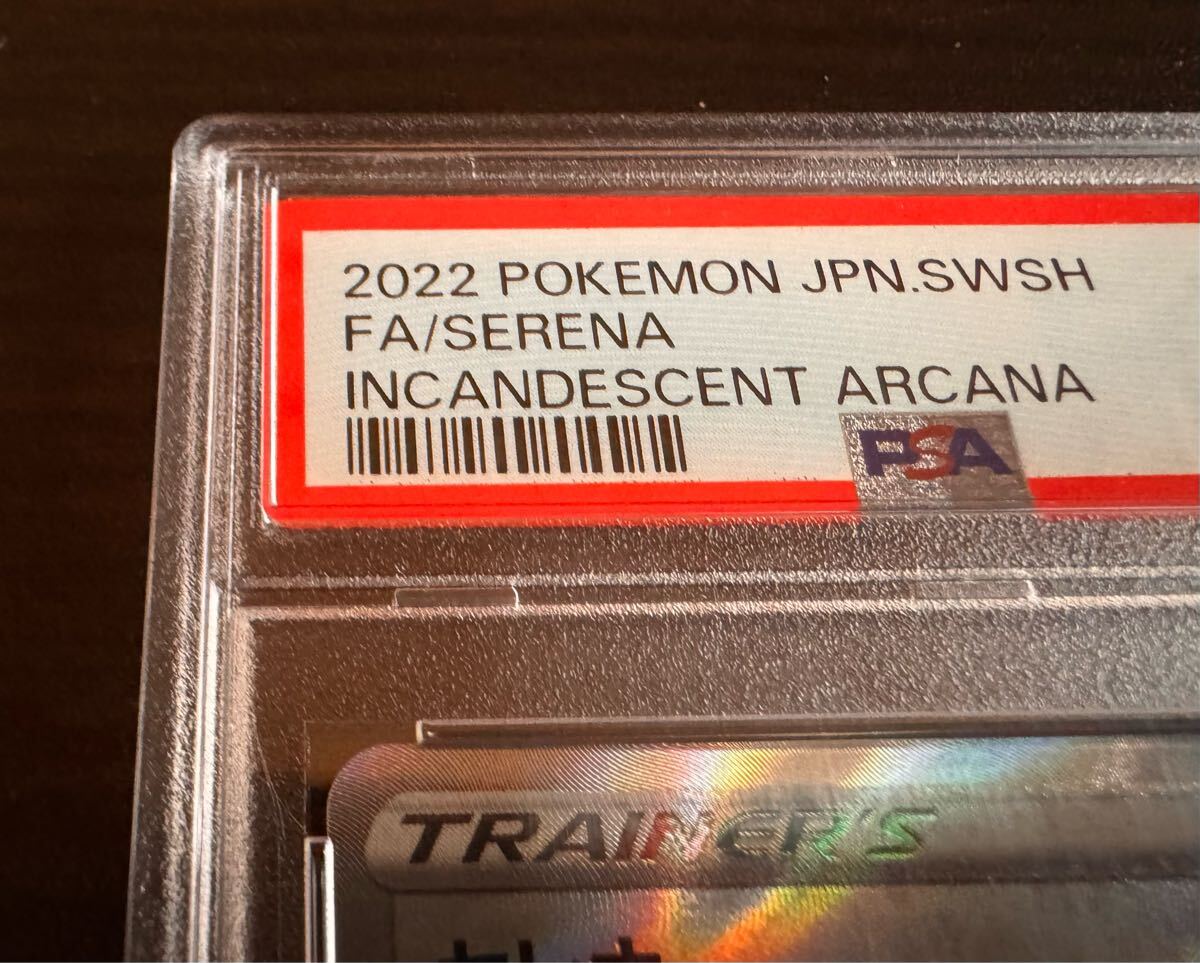 2022 POKEMON JPN.SWSH
FA/SERENA
INCANDESCENT ARCANA
PSA
TRAINER'S